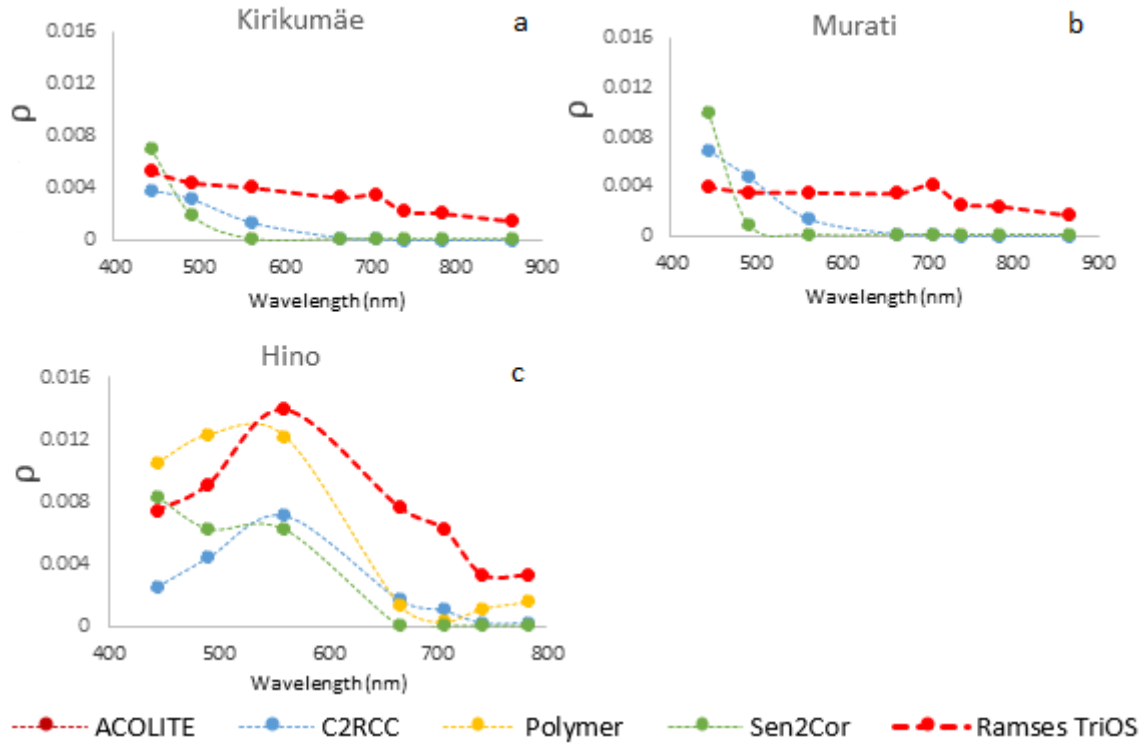 Kirikumäe
a
0.016
0.012
0.008
0.004
0
ρ
400 500 600 700 800 900
Wavelength (nm)
Murati
b
0.016
0.012
0.008
0.004
0
ρ
400 500 600 700 800 900
Wavelength (nm)
Hino
c
0.016
0.012
0.008
0.004
0
ρ
400 500 600 700 800
Wavelength (nm)
ACOLITE C2RCC Polymer Sen2Cor Ramses TriOS